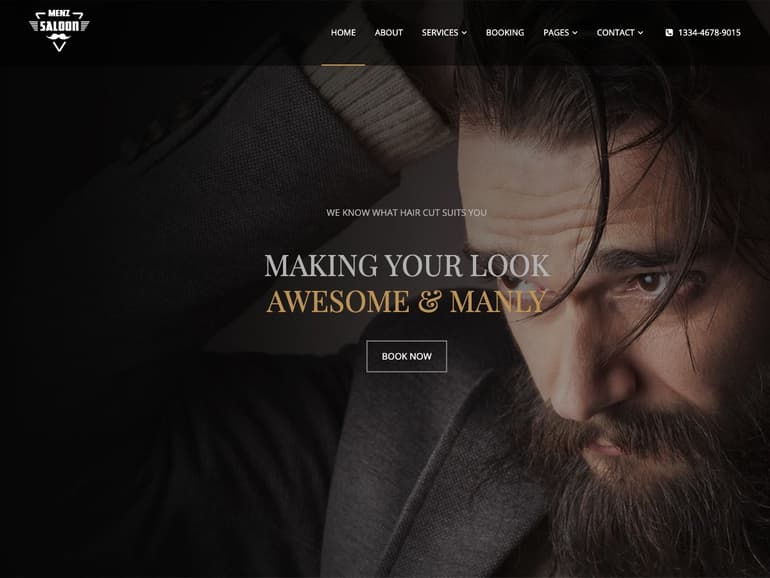 MENZ
SALOON
HOME ABOUT SERVICES BOOKING PAGES CONTACT 1334-4678-9015
WE KNOW WHAT HAIR CUT SUITS YOU
MAKING YOUR LOOK
AWESOME & MANLY
BOOK NOW